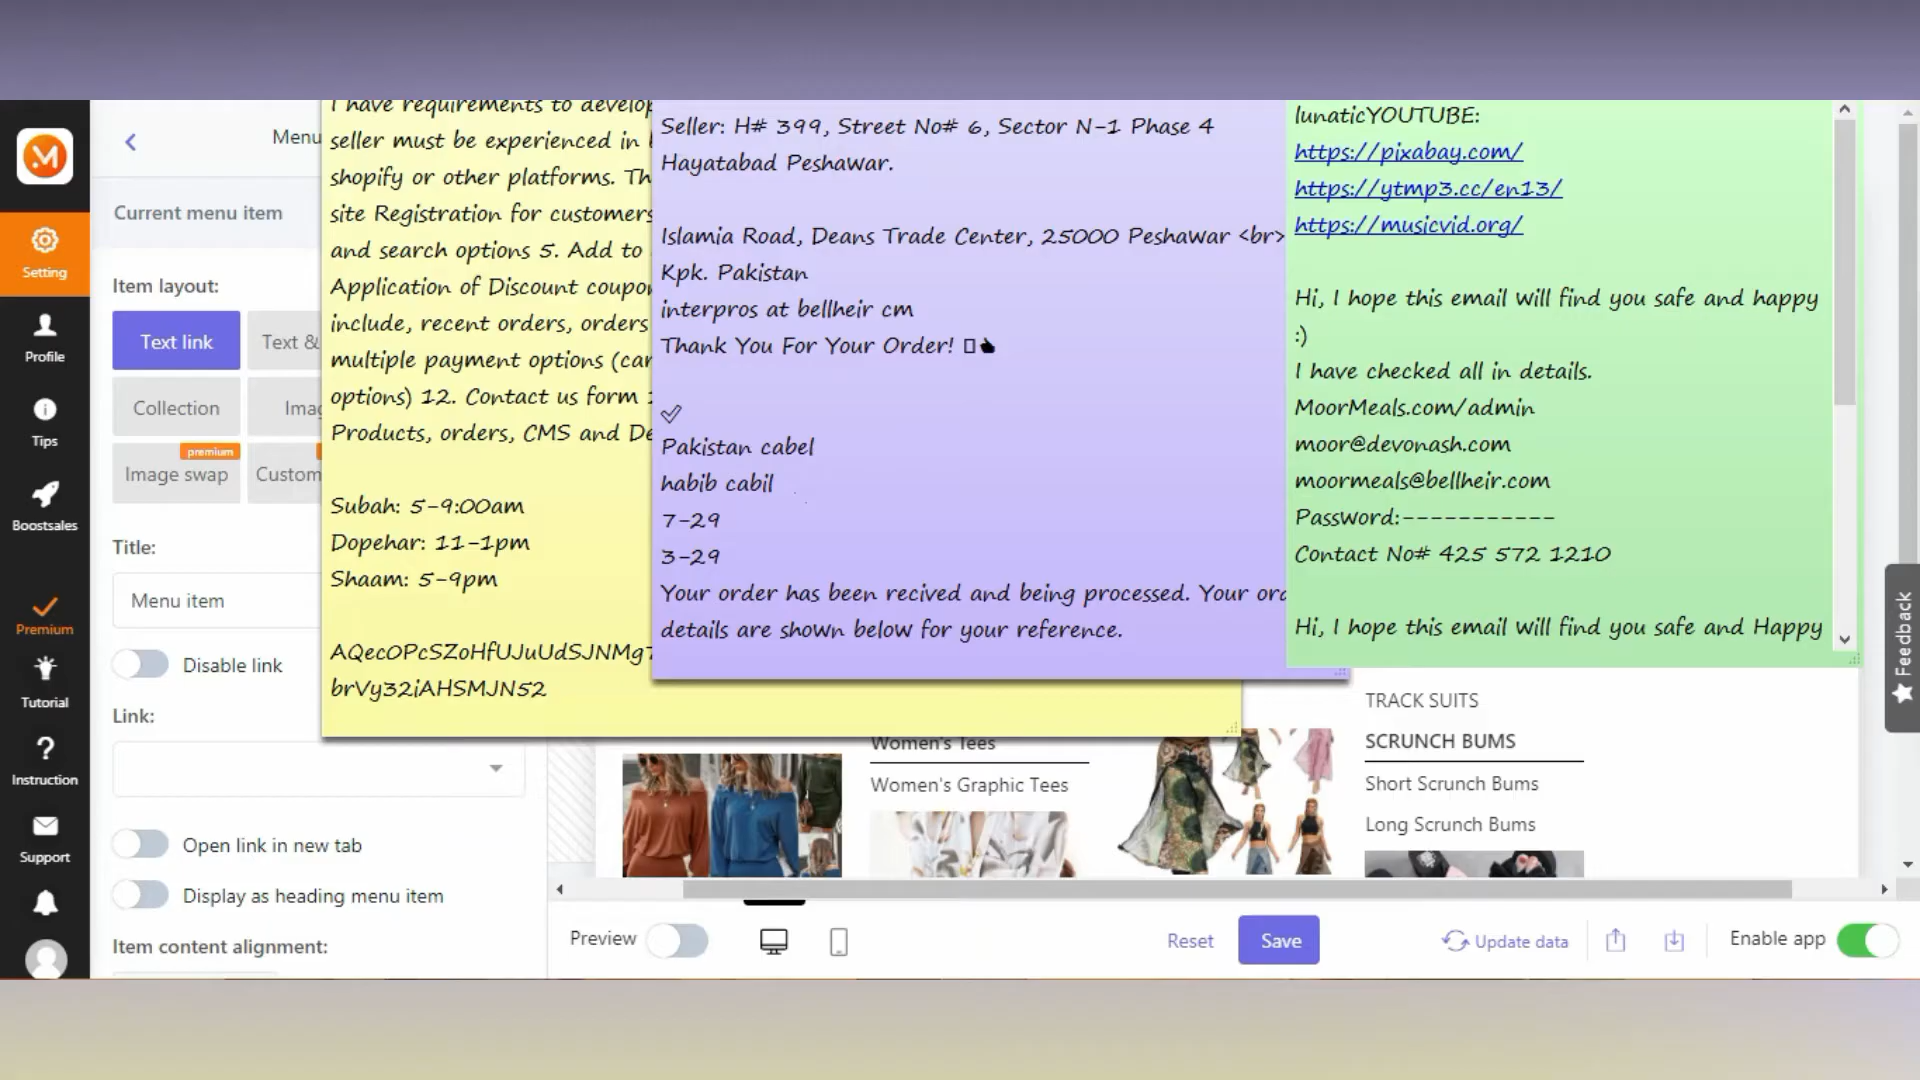 Setting
Profile
Tips
Boostsales
Premium
Tutorial
Instruction
Support
Menu
Current menu item
Item layout:
Text link
Text &
Collection
Imag
premium
Image swap
Custom
Title:
Menu item
Disable link
Link:
Open link in new tab
Display as heading menu item
Item content alignment:
I have requirements to develop
seller must be experienced in
shopify or other platforms. Th
site Registration for customers
and search options 5. Add to
Application of Discount coupon
include, recent orders, orders
multiple payment options (car
options) 12. Contact us form
Products, orders, CMS and De
Subah: 5-9:00am
Dopehar: 11-1pm
Shaam: 5-9pm
brVy32iAHSMJN52
Seller: H# 399, Street No# 6, Sector N-1 Phase 4
Hayatabad Peshawar.
Islamia Road, Deans Trade Center, 25000 Peshawar <br>
Kpk. Pakistan
interpros at bellheir cm
Thank You For Your Order!
Pakistan cabel
habib cabil
7-29
3-29
Your order has been recived and being processed. Your ord
details are shown below for your reference.
lunaticYOUTUBE:
https://pixabay.com/
https://ytmp3.cc/en13/
https://musicvid.org/
Hi, I hope this email will find you safe and happy
:)
I have checked all in details.
MoorMeals.com/admin
moor@devonash.com
moormeals@bellheir.com
Password:-----------
Contact No# 425 572 1210
Hi, I hope this email will find you safe and Happy
Women's Tees
Women's Graphic Tees
TRACK SUITS
SCRUNCH BUMS
Short Scrunch Bums
Long Scrunch Bums
Preview
Reset
Save
Update data
Enable app
Feedback